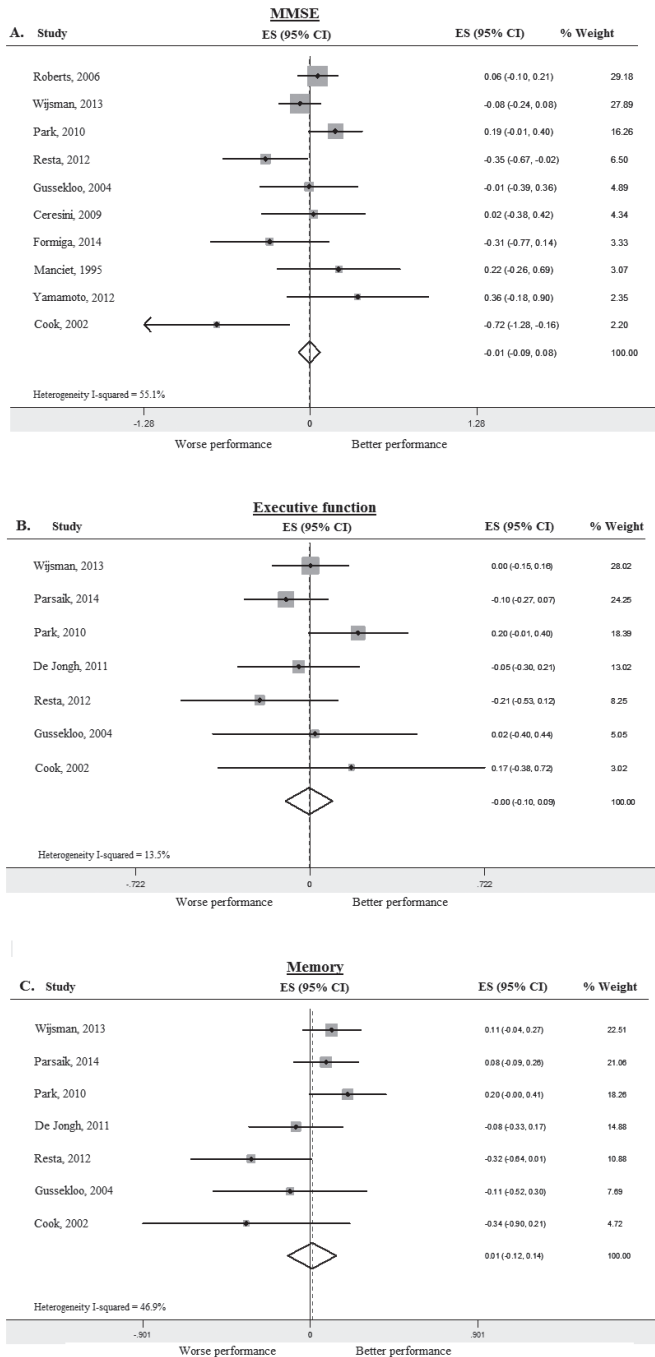 MMSE
A. Study ES (95% CI) ES (95% CI) % Weight
Roberts, 2006 0.06 (-0.10, 0.21) 29.18
Wijsman, 2013 -0.08 (-0.24, 0.08) 27.89
Park, 2010 0.19 (-0.01, 0.40) 16.26
Resta, 2012 -0.35 (-0.67, -0.02) 6.50
Gussekloo, 2004 -0.01 (-0.39, 0.36) 4.89
Ceresini, 2009 0.02 (-0.38, 0.42) 4.34
Formiga, 2014 -0.31 (-0.77, 0.14) 3.33
Manciet, 1995 0.22 (-0.26, 0.69) 3.07
Yamamoto, 2012 0.36 (-0.18, 0.90) 2.35
Cook, 2002 -0.72 (-1.28, -0.16) 2.20
-0.01 (-0.09, 0.08) 100.00
Heterogeneity I-squared = 55.1%
-1.28 0 1.28
Worse performance Better performance
Executive function
B. Study ES (95% CI) ES (95% CI) % Weight
Wijsman, 2013 0.00 (-0.15, 0.16) 28.02
Parsaik, 2014 -0.10 (-0.27, 0.07) 24.25
Park, 2010 0.20 (-0.01, 0.40) 18.39
De Jongh, 2011 -0.05 (-0.30, 0.21) 13.02
Resta, 2012 -0.21 (-0.53, 0.12) 8.25
Gussekloo, 2004 0.02 (-0.40, 0.44) 5.05
Cook, 2002 0.17 (-0.38, 0.72) 3.02
-0.00 (-0.10, 0.09) 100.00
Heterogeneity I-squared = 13.5%
-.722 0 .722
Worse performance Better performance
Memory
C. Study ES (95% CI) ES (95% CI) % Weight
Wijsman, 2013 0.11 (-0.04, 0.27) 22.51
Parsaik, 2014 0.08 (-0.09, 0.26) 21.06
Park, 2010 0.20 (-0.00, 0.41) 18.26
De Jongh, 2011 -0.08 (-0.33, 0.17) 14.88
Resta, 2012 -0.32 (-0.64, 0.01) 10.88
Gussekloo, 2004 -0.11 (-0.52, 0.30) 7.69
Cook, 2002 -0.34 (-0.90, 0.21) 4.72
0.01 (-0.12, 0.14) 100.00
Heterogeneity I-squared = 46.9%
-.901 0 .901
Worse performance Better performance